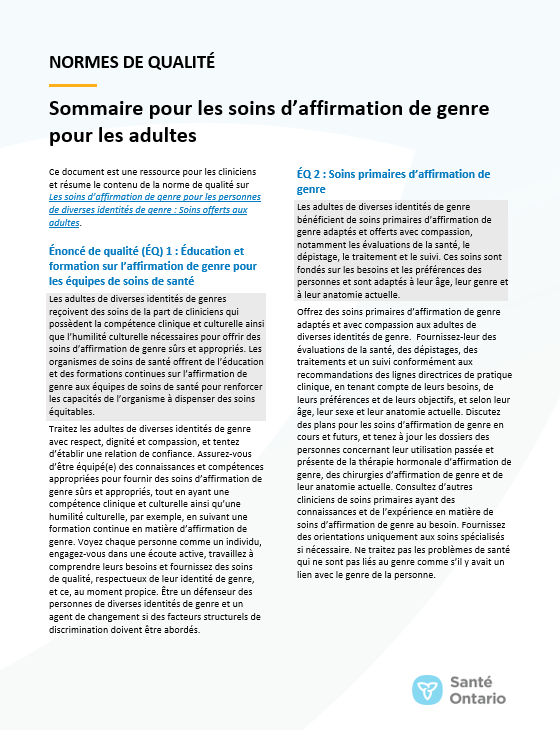 NORMES DE QUALITÉ
Sommaire pour les soins d’affirmation de genre
pour les adultes
Ce document est une ressource pour les cliniciens
et résume le contenu de la norme de qualité sur
Les soins d’affirmation de genre pour les personnes
de diverses identités de genre : Soins offerts aux
adultes.
Énoncé de qualité (ÉQ) 1 : Éducation et
formation sur l’affirmation de genre pour
les équipes de soins de santé
Les adultes de diverses identités de genres
reçoivent des soins de la part de cliniciens qui
possèdent la compétence clinique et culturelle ainsi
que l’humilité culturelle nécessaires pour offrir des
soins d’affirmation de genre sûrs et appropriés. Les
organismes de soins de santé offrent de l’éducation
et des formations continues sur l’affirmation de
genre aux équipes de soins de santé pour renforcer
les capacités de l’organisme à dispenser des soins
équitables.
Traitez les adultes de diverses identités de genre
avec respect, dignité et compassion, et tentez
d’établir une relation de confiance. Assurez-vous
d’être équipé(e) des connaissances et compétences
appropriées pour fournir des soins d’affirmation de
genre sûrs et appropriés, tout en ayant une
compétence clinique et culturelle ainsi qu’une
humilité culturelle, par exemple, en suivant une
formation continue en matière d’affirmation de
genre. Voyez chaque personne comme un individu,
engagez-vous dans une écoute active, travaillez à
comprendre leurs besoins et fournissez des soins
de qualité, respectueux de leur identité de genre,
et ce, au moment propice. Être un défenseur des
personnes de diverses identités de genre et un
agent de changement si des facteurs structurels de
discrimination doivent être abordés.
ÉQ 2 : Soins primaires d’affirmation de
genre
Les adultes de diverses identités de genre
bénéficient de soins primaires d’affirmation de
genre adaptés et offerts avec compassion,
notamment les évaluations de la santé, le
dépistage, le traitement et le suivi. Ces soins sont
fondés sur les besoins et les préférences des
personnes et sont adaptés à leur âge, leur genre et
à leur anatomie actuelle.
Offrez des soins primaires d’affirmation de genre
adaptés et avec compassion aux adultes de
diverses identités de genre. Fournissez-leur des
évaluations de la santé, des dépistages, des
traitements et un suivi conformément aux
recommandations des lignes directrices de pratique
clinique, en tenant compte de leurs besoins, de
leurs préférences et de leurs objectifs, et selon leur
âge, leur sexe et leur anatomie actuelle. Discutez
des plans pour les soins d’affirmation de genre en
cours et futurs, et tenez à jour les dossiers des
personnes concernant leur utilisation passée et
présente de la thérapie hormonale d’affirmation de
genre, des chirurgies d’affirmation de genre et de
leur anatomie actuelle. Consultez d’autres
cliniciens de soins primaires ayant des
connaissances et de l’expérience en matière de
soins d’affirmation de genre au besoin. Fournissez
des orientations uniquement aux soins spécialisés
si nécessaire. Ne traitez pas les problèmes de santé
qui ne sont pas liés au genre comme s’il y avait un
lien avec le genre de la personne.
Santé
Ontario